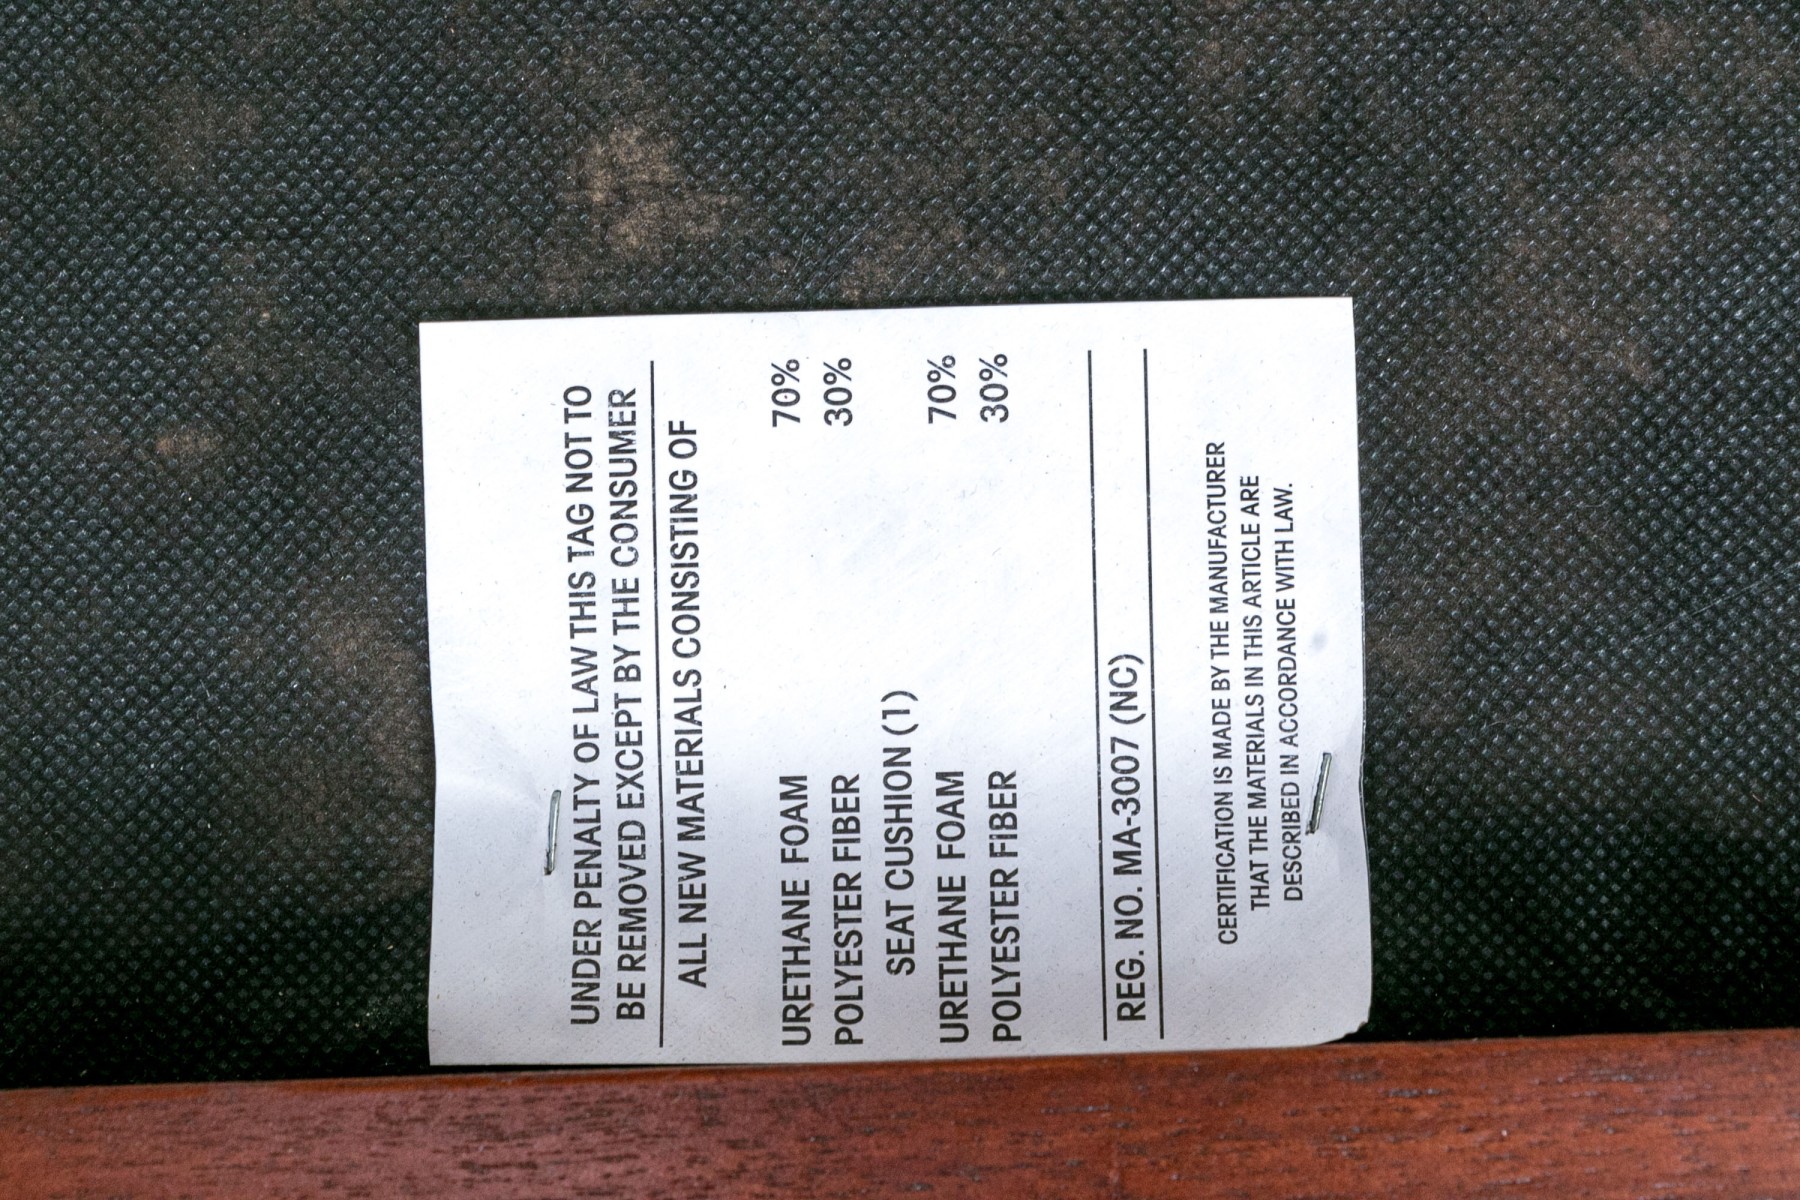 UNDER PENALTY OF LAW THIS TAG NOT TO
BE REMOVED EXCEPT BY THE CONSUMER
ALL NEW MATERIALS CONSISTING OF
URETHANE FOAM 70%
POLYESTER FIBER 30%
SEAT CUSHION (1)
URETHANE FOAM 70%
POLYESTER FIBER 30%
REG. NO. MA-3007 (NC)
CERTIFICATION IS MADE BY THE MANUFACTURER
THAT THE MATERIALS IN THIS ARTICLE ARE
DESCRIBED IN ACCORDANCE WITH LAW.